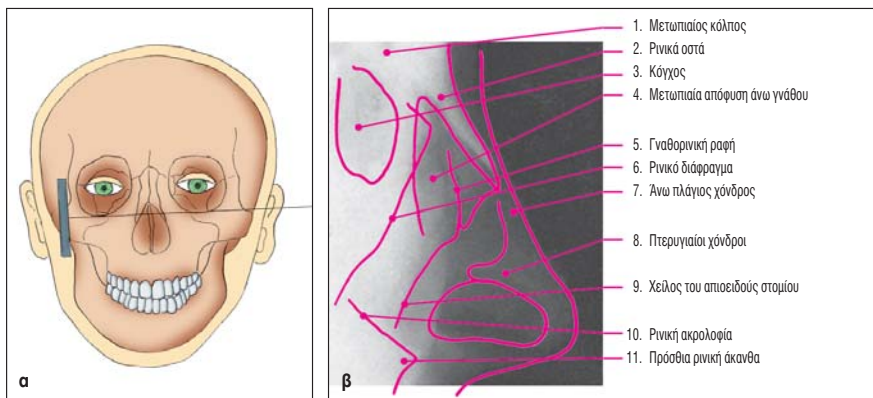 1. Μετωπιαίος κόλπος
2. Ρινικά οστά
3. Κόγχος
4. Μετωπιαία απόφυση άνω γνάθου
5. Γναθορινική ραφή
6. Ρινικό διάφραγμα
7. Άνω πλάγιος χόνδρος
8. Πτερυγιαίοι χόνδροι
9. Χείλος του απιοειδούς στομίου
10. Ρινική ακρολοφία
11. Πρόσθια ρινική άκανθα
α
β